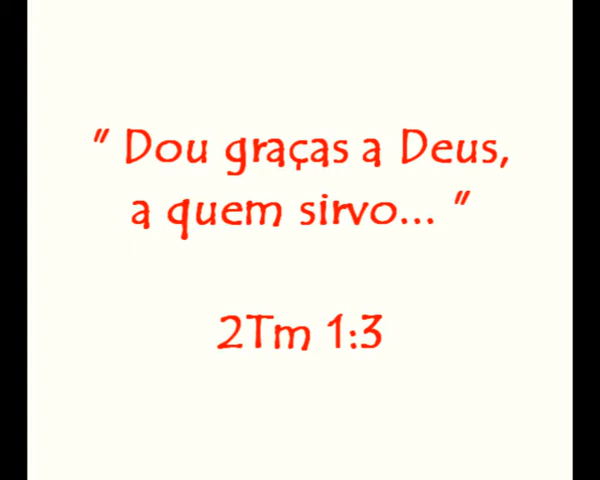 " Dou graças a Deus,
a quem sirvo... "
2Tm 1:3